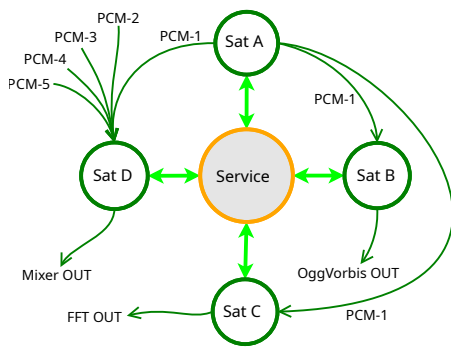 PCM-2
PCM-3
PCM-1
Sat A
PCM-4
PCM-5
PCM-1
Sat D
Service
Sat B
Mixer OUT
OggVorbis OUT
FFT OUT
Sat C
PCM-1